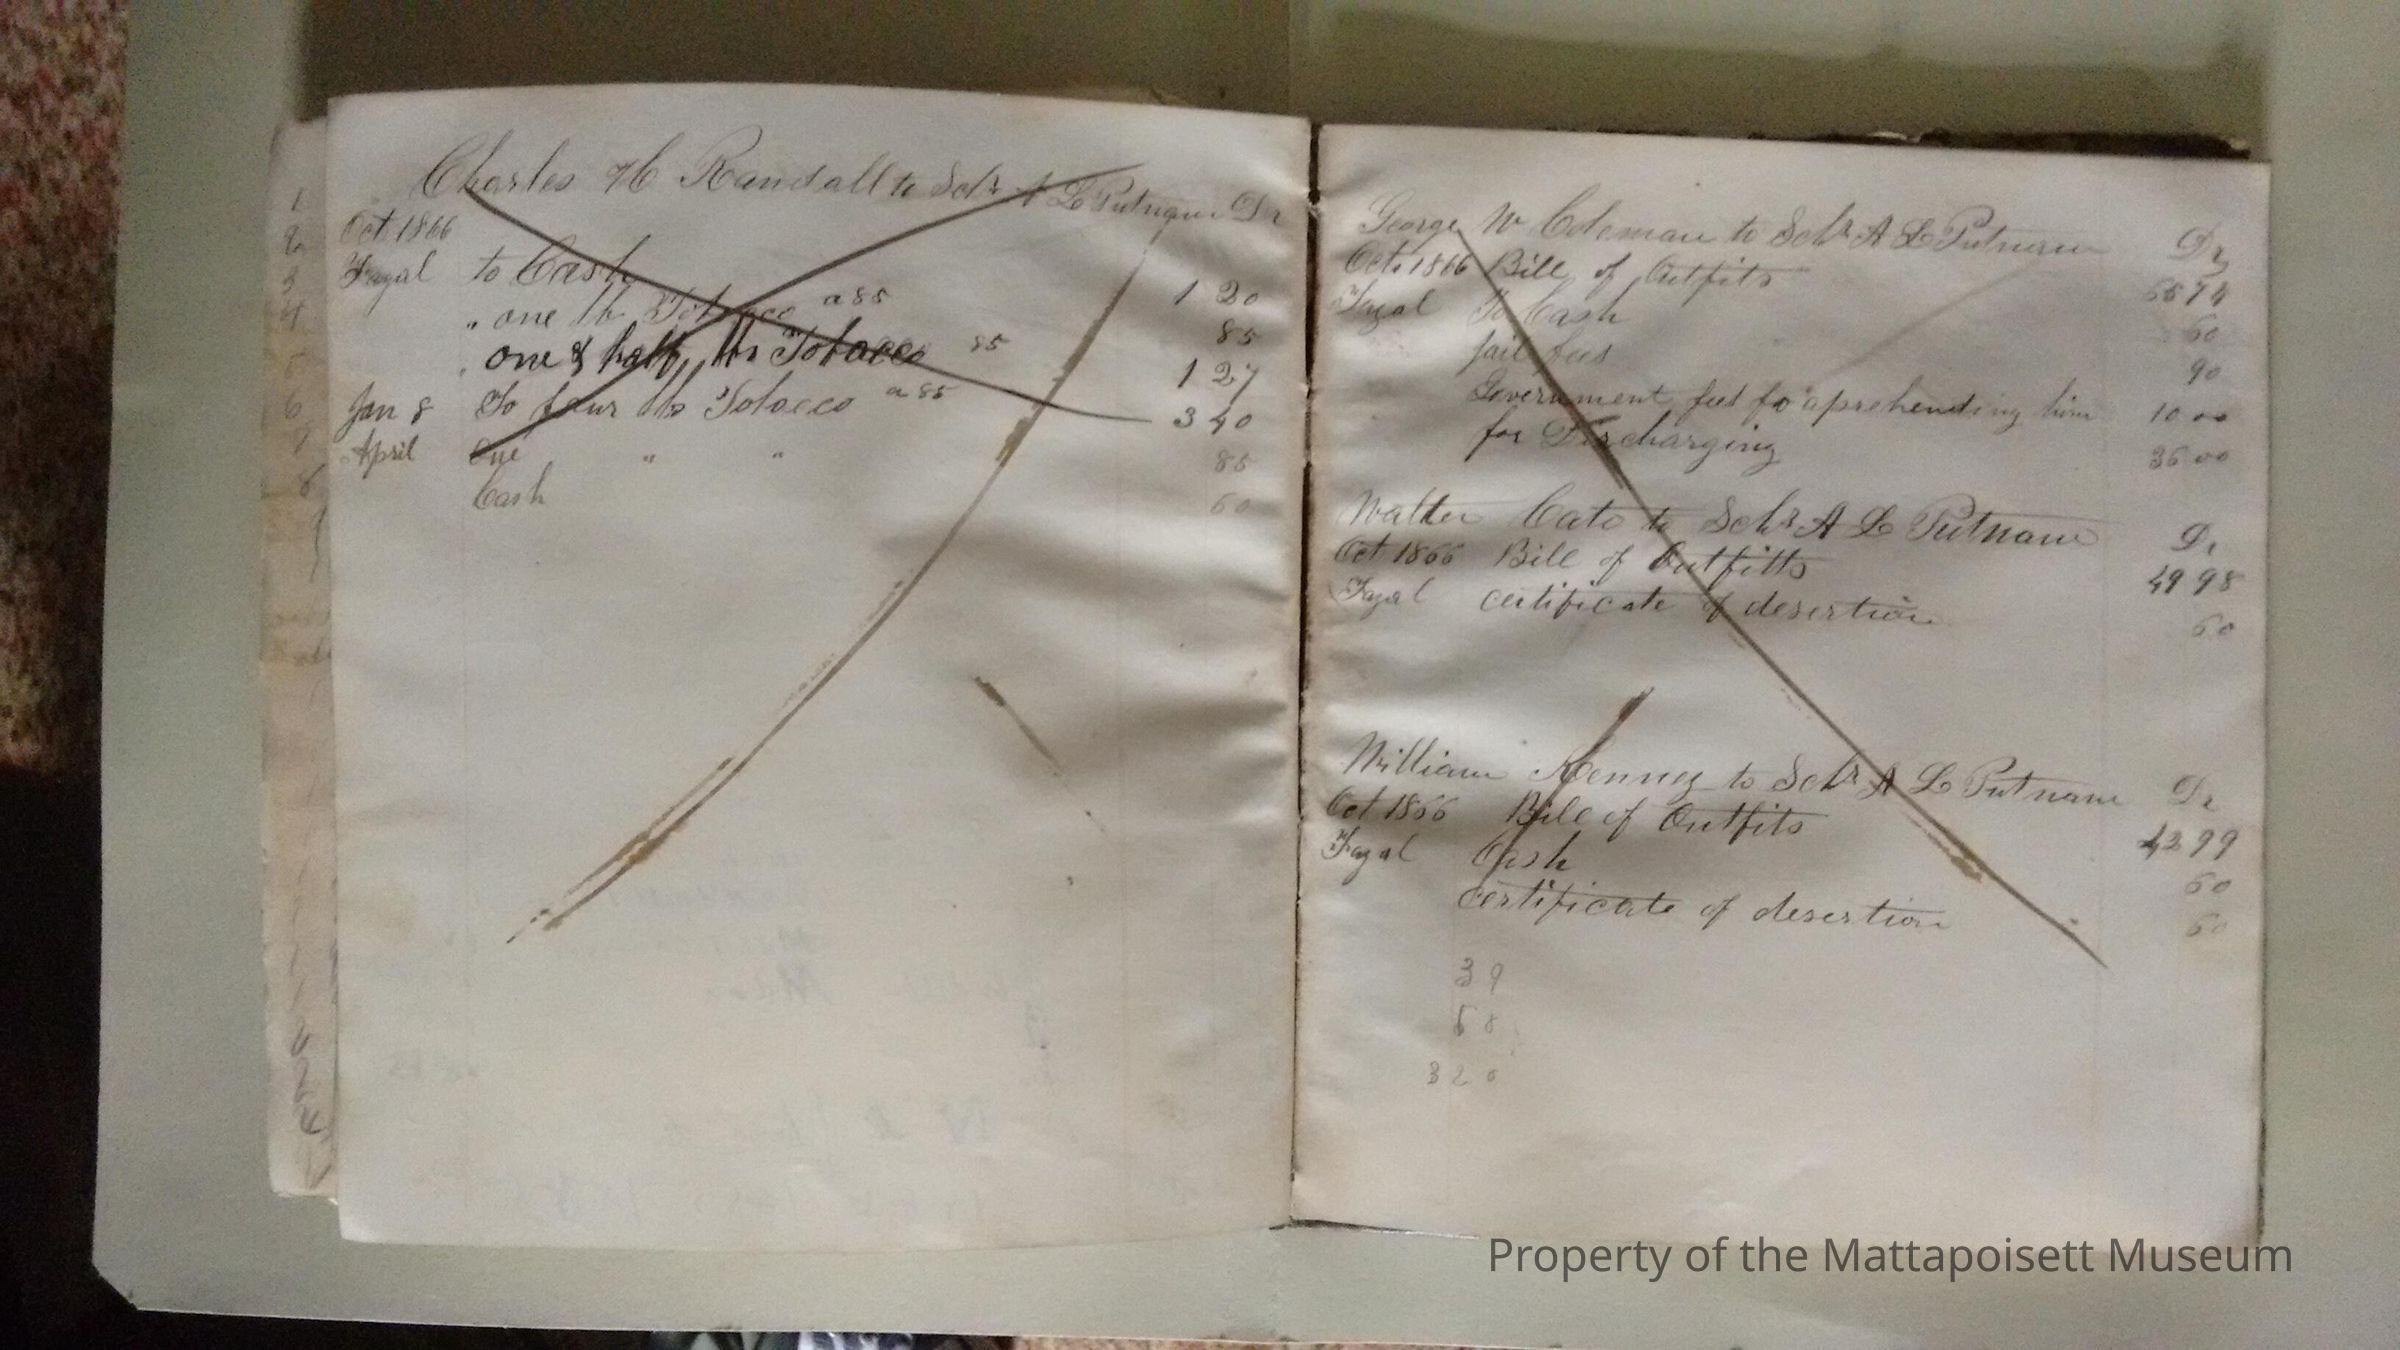 Charles H Randall to Schr A L Putnam Dr
Oct 1866
Fayal to Cash 1 20
" one lb Tobacco a 85 85
" one & half lbs Tobacco 85 1 27
Jan 8 To four lbs Tobacco a 85 3 40
April One " " 85
Cash 60
George W Coleman to Schr A L Putnam Dr
Oct 1866 Bill of Outfits 74
Fayal To Cash 60
jail fees 90
Government fees for aprehending him 10 00
for Discharging 36 00
Walter Cato to Schr A L Putnam Dr
Oct 1866 Bill of Outfitts 49 98
Fayal certificate of desertion 60
William Kenney to Schr A L Putnam Dr
Oct 1866 Bill of Outfits 42 99
Fayal Cash 60
certificate of desertion 60
39
58
320
Property of the Mattapoisett Museum